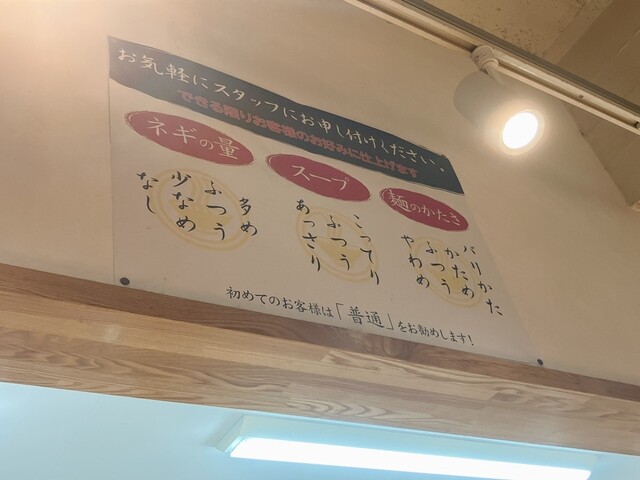 お気軽にスタッフにお申し付けください。
できる限りお客様のお好みに仕上げます
麺のかたさ
バリかた
かため
ふつう
やわめ
スープ
こってり
ふつう
あっさり
ネギの量
多め
ふつう
少なめ
なし
初めてのお客様は「普通」をお勧めします!